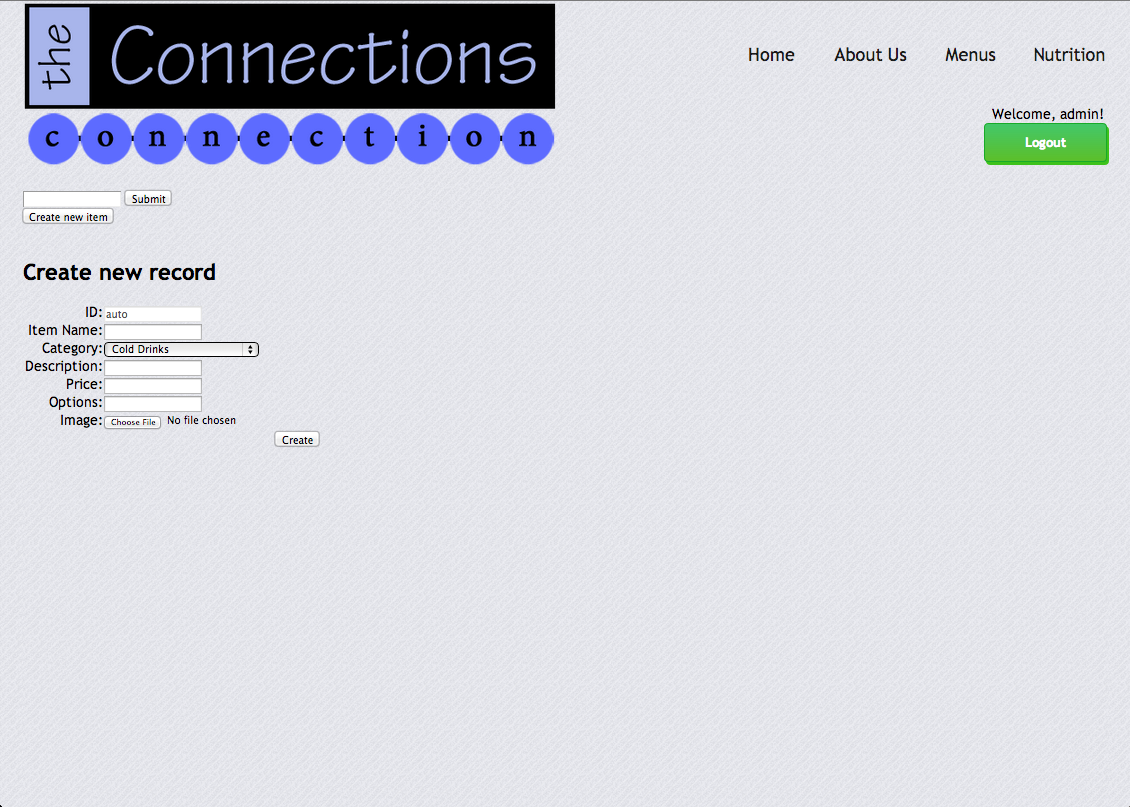 the Connections
connection
Home About Us Menus Nutrition
Welcome, admin!
Logout
Submit
Create new item
Create new record
ID: auto
Item Name:
Category: Cold Drinks
Description:
Price:
Options:
Image: Choose File No file chosen
Create